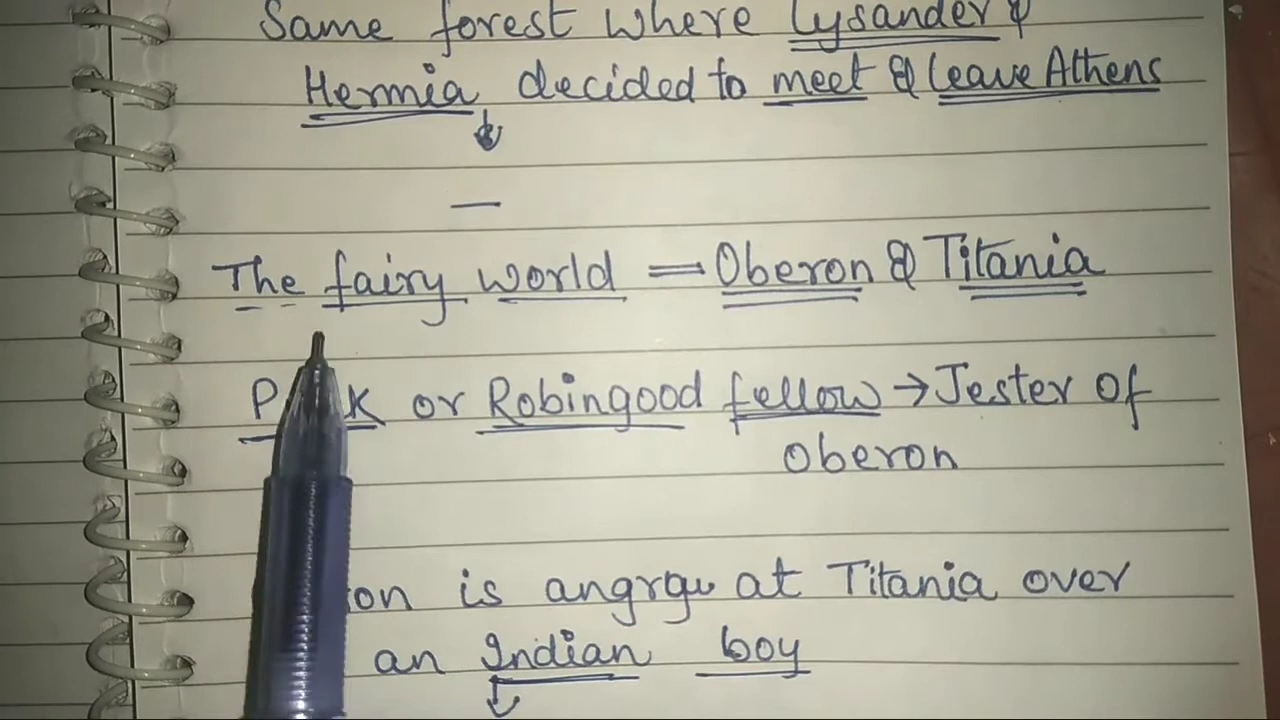 Same forest where Lysander &
Hermia decided to meet & leave Athens
The fairy world = Oberon & Titania
or Robingood fellow → Jester of
Oberon
is angrgu at Titania over
an Indian boy